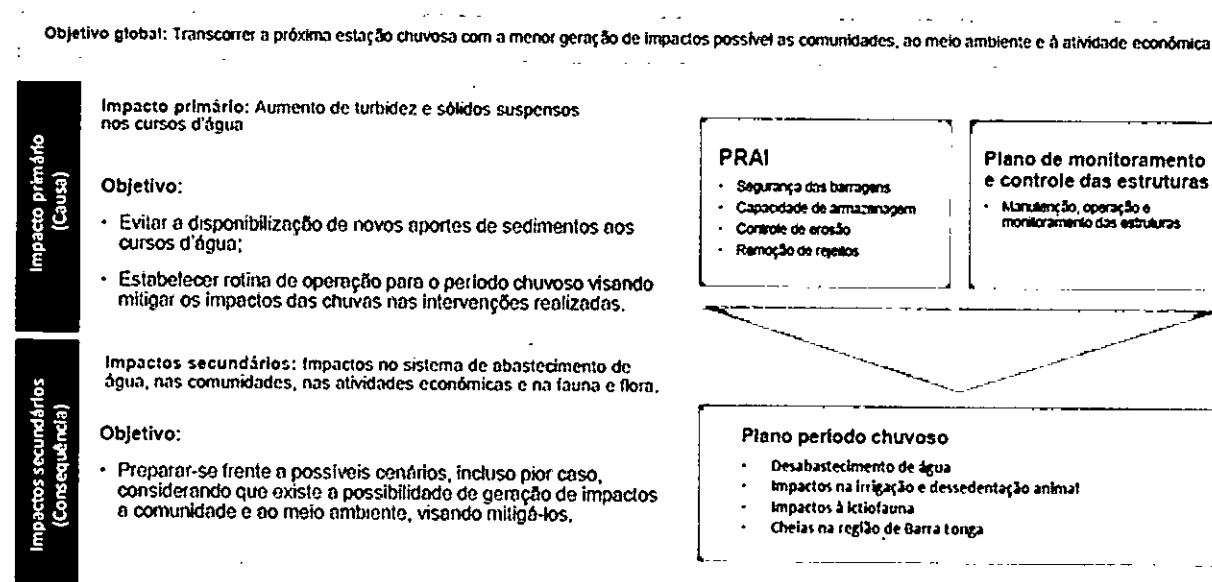 Objetivo global: Transcorrer a próxima estação chuvosa com a menor geração de impactos possível as comunidades, ao meio ambiente e à atividade econômica
Impacto primário
(Causa)
Impacto primário: Aumento de turbidez e sólidos suspensos
nos cursos d'água
Objetivo:
• Evitar a disponibilização de novos aportes de sedimentos aos
cursos d'água;
• Estabelecer rotina de operação para o período chuvoso visando
mitigar os impactos das chuvas nas intervenções realizadas.
PRAI
• Segurança das barragens
• Capacidade de armazenagem
• Controle de erosão
• Remoção de rejeitos
Plano de monitoramento
e controle das estruturas
• Manutenção, operação e
monitoramento das estruturas
Impactos secundários
(Consequência)
Impactos secundários: Impactos no sistema de abastecimento de
água, nas comunidades, nas atividades econômicas e na fauna e flora.
Objetivo:
• Preparar-se frente a possíveis cenários, incluso pior caso,
considerando que existe a possibilidade de geração de impactos
a comunidade e ao meio ambiente, visando mitigá-los.
Plano período chuvoso
• Desabastecimento de água
• Impactos na irrigação e dessedentação animal
• Impactos à ictiofauna
• Cheias na região de Barra longa